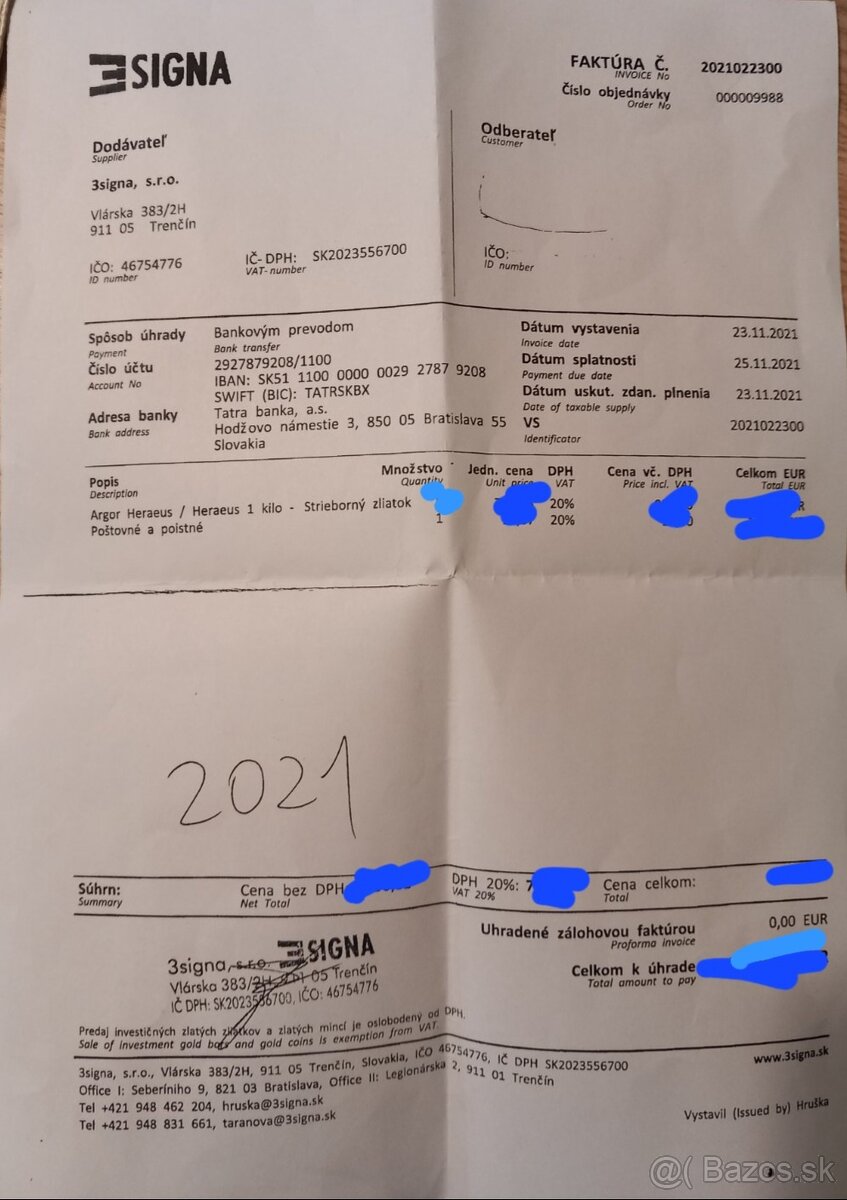 3SIGNA
FAKTÚRA Č. 2021022300
INVOICE No
Číslo objednávky 000009988
Order No
Dodávateľ
Supplier
3signa, s.r.o.
Vlárska 383/2H
911 05 Trenčín
IČO: 46754776
ID number
IČ-DPH: SK2023556700
VAT-number
Odberateľ
Customer
IČO:
ID number
Spôsob úhrady Bankovým prevodom
Payment Bank transfer
Číslo účtu 2927879208/1100
Account No IBAN: SK51 1100 0000 0029 2787 9208
SWIFT (BIC): TATRSKBX
Adresa banky Tatra banka, a.s.
Bank address Hodžovo námestie 3, 850 05 Bratislava 55
Slovakia
Dátum vystavenia 23.11.2021
Invoice date
Dátum splatnosti 25.11.2021
Payment due date
Dátum uskut. zdan. plnenia 23.11.2021
Date of taxable supply
VS 2021022300
Identificator
Popis Množstvo Jedn. cena DPH Cena vč. DPH Celkom EUR
Description Quantity Unit price VAT Price incl. VAT Total EUR
Argor Heraeus / Heraeus 1 kilo - Strieborný zliatok 20%
Poštovné a poistné 1 20%
2021
Súhrn: Cena bez DPH DPH 20%: Cena celkom:
Summary Net Total VAT 20% Total
Uhradené zálohovou faktúrou 0,00 EUR
Proforma invoice
Celkom k úhrade
Total amount to pay
3SIGNA
3signa, s.r.o.
Vlárska 383/2H, 911 05 Trenčín
IČ DPH: SK2023556700, IČO: 46754776
Predaj investičných zlatých zliatkov a zlatých mincí je oslobodený od DPH.
Sale of investment gold bars and gold coins is exemption from VAT
3signa, s.r.o., Vlárska 383/2H, 911 05 Trenčín, Slovakia, IČO 46754776, IČ DPH SK2023556700
Office I: Seberíniho 9, 821 03 Bratislava, Office II: Legionárska 2, 911 01 Trenčín
Tel +421 948 462 204, hruska@3signa.sk
Tel +421 948 831 661, taranova@3signa.sk
www.3signa.sk
Vystavil (Issued by) Hruška
@( Bazos.sk